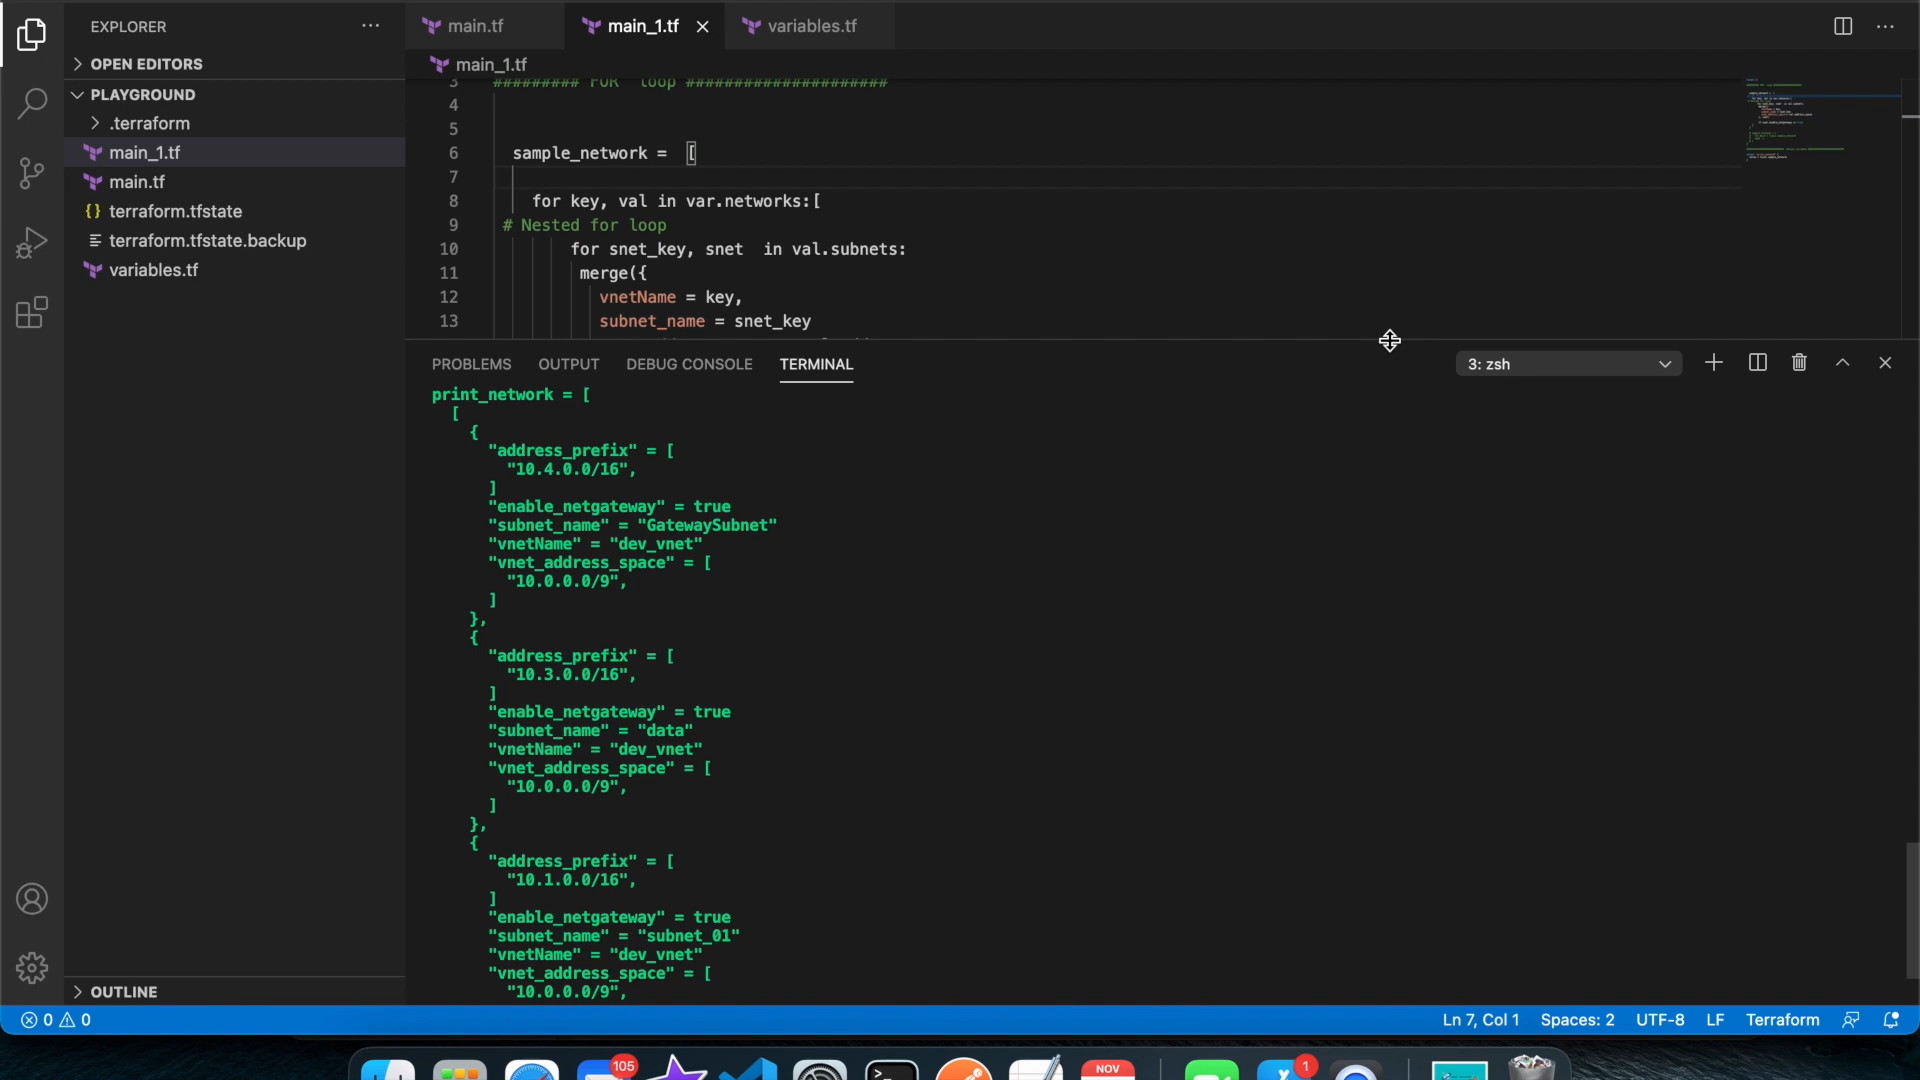 EXPLORER
main.tf
main_1.tf
variables.tf
OPEN EDITORS
main_1.tf
PLAYGROUND
.terraform
main_1.tf
main.tf
terraform.tfstate
terraform.tfstate.backup
variables.tf
OUTLINE
3 ######### FOR loop #####################
4
5
6 sample_network = [
7
8 for key, val in var.networks:[
9 # Nested for loop
10 for snet_key, snet in val.subnets:
11 merge({
12 vnetName = key,
13 subnet_name = snet_key
PROBLEMS OUTPUT DEBUG CONSOLE TERMINAL
3: zsh
print_network = [
[
{
"address_prefix" = [
"10.4.0.0/16",
]
"enable_netgateway" = true
"subnet_name" = "GatewaySubnet"
"vnetName" = "dev_vnet"
"vnet_address_space" = [
"10.0.0.0/9",
]
},
{
"address_prefix" = [
"10.3.0.0/16",
]
"enable_netgateway" = true
"subnet_name" = "data"
"vnetName" = "dev_vnet"
"vnet_address_space" = [
"10.0.0.0/9",
]
},
{
"address_prefix" = [
"10.1.0.0/16",
]
"enable_netgateway" = true
"subnet_name" = "subnet_01"
"vnetName" = "dev_vnet"
"vnet_address_space" = [
"10.0.0.0/9",
0 0
Ln 7, Col 1 Spaces: 2 UTF-8 LF Terraform
105
NOV
1